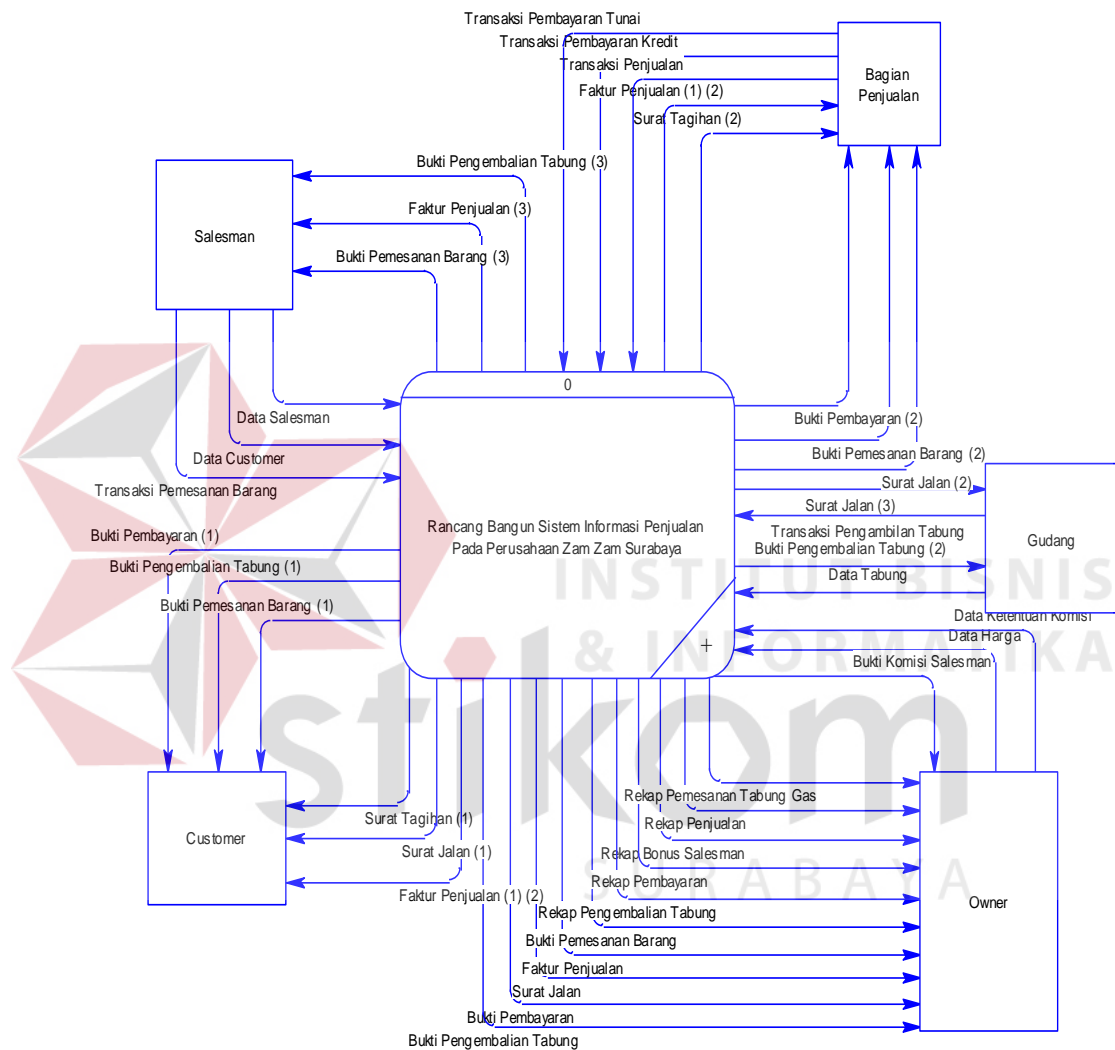 Transaksi Pembayaran Tunai
Transaksi Pembayaran Kredit
Transaksi Penjualan
Faktur Penjualan (1) (2)
Surat Tagihan (2)
Bagian
Penjualan
Bukti Pengembalian Tabung (3)
Faktur Penjualan (3)
Bukti Pemesanan Barang (3)
Salesman
0
Data Salesman
Data Customer
Transaksi Pemesanan Barang
Bukti Pembayaran (2)
Bukti Pemesanan Barang (2)
Surat Jalan (2)
Surat Jalan (3)
Transaksi Pengambilan Tabung
Bukti Pengembalian Tabung (2)
Data Tabung
Gudang
Rancang Bangun Sistem Informasi Penjualan
Pada Perusahaan Zam Zam Surabaya
Bukti Pembayaran (1)
Bukti Pengembalian Tabung (1)
Bukti Pemesanan Barang (1)
INSTITUT BISNIS
& INFORMATIKA
stikom
SURABAYA
+
Data Ketentuan Komisi
Data Harga
Bukti Komisi Salesman
Customer
Surat Tagihan (1)
Surat Jalan (1)
Faktur Penjualan (1) (2)
Rekap Pemesanan Tabung Gas
Rekap Penjualan
Rekap Bonus Salesman
Rekap Pembayaran
Rekap Pengembalian Tabung
Bukti Pemesanan Barang
Faktur Penjualan
Surat Jalan
Bukti Pembayaran
Bukti Pengembalian Tabung
Owner